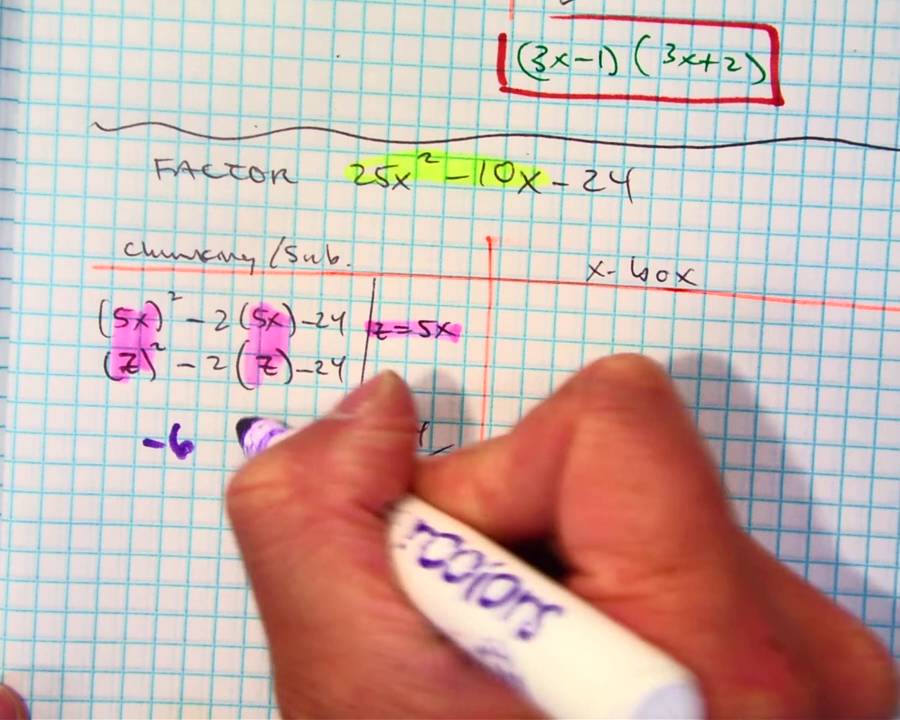 (3x-1) (3x+2)
FACTOR 25x² -10x - 24
chunking/Sub.
x-box
(5x)² - 2(5x) -24
z=5x
(z)² - 2(z) -24
-6